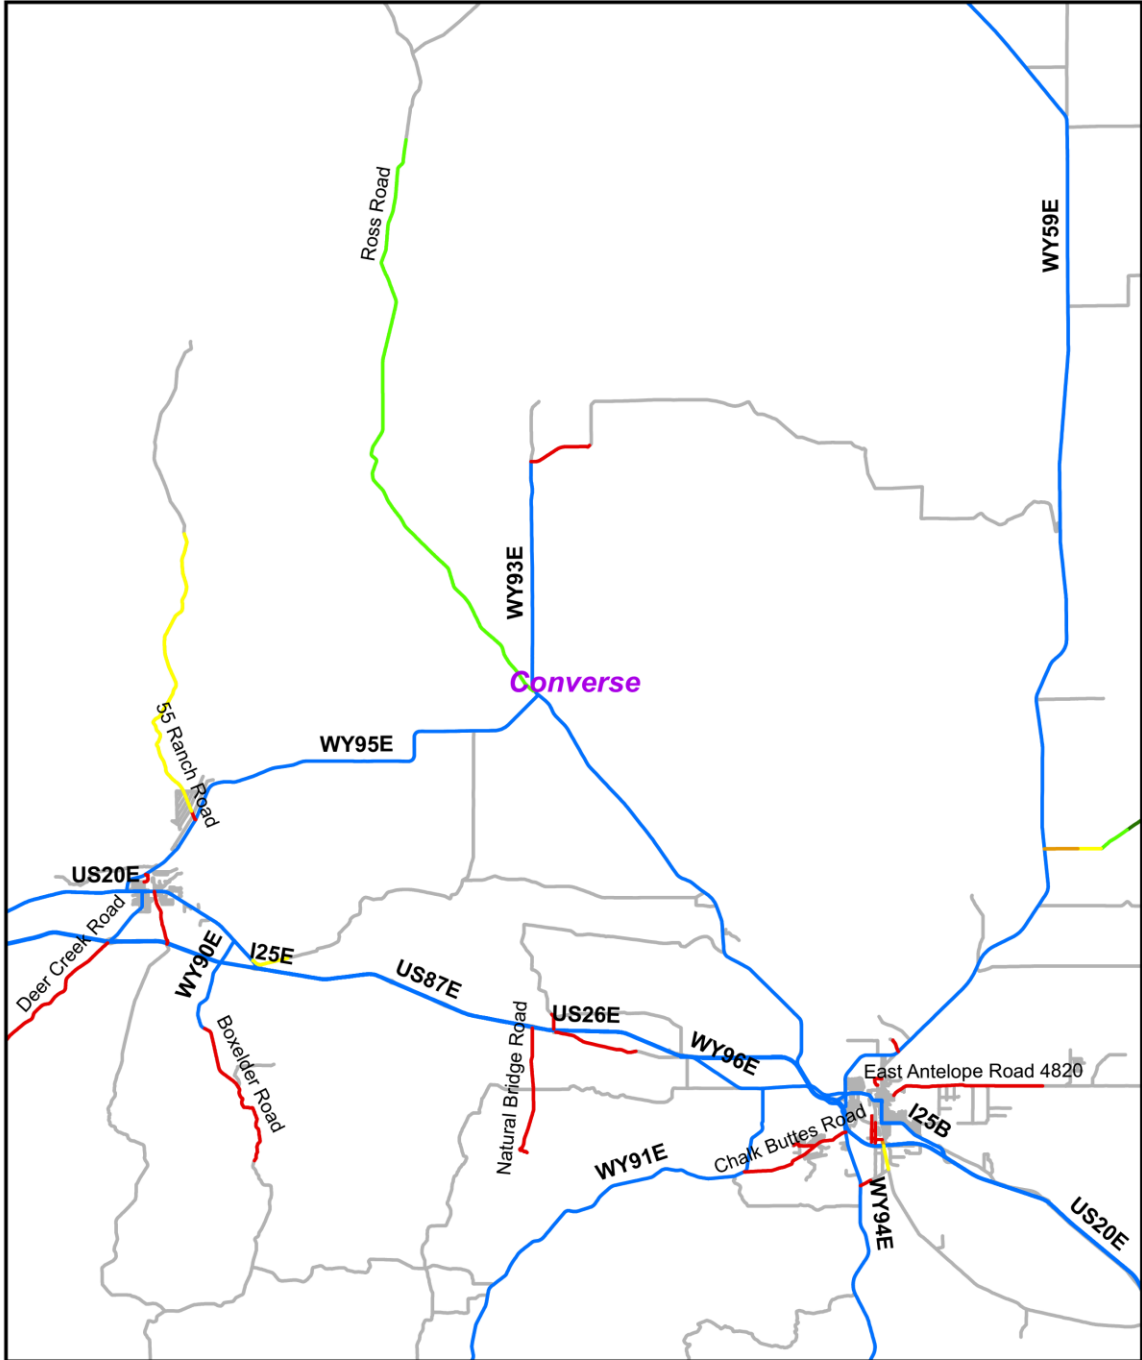 Ross Road
WY59E
WY93E
Converse
55 Ranch Road
WY95E
US20E
Deer Creek Road
WY90E
I25E
US87E
Boxelder Road
Natural Bridge Road
US26E
WY96E
East Antelope Road 4820
I25B
Chalk Buttes Road
WY91E
WY94E
US20E